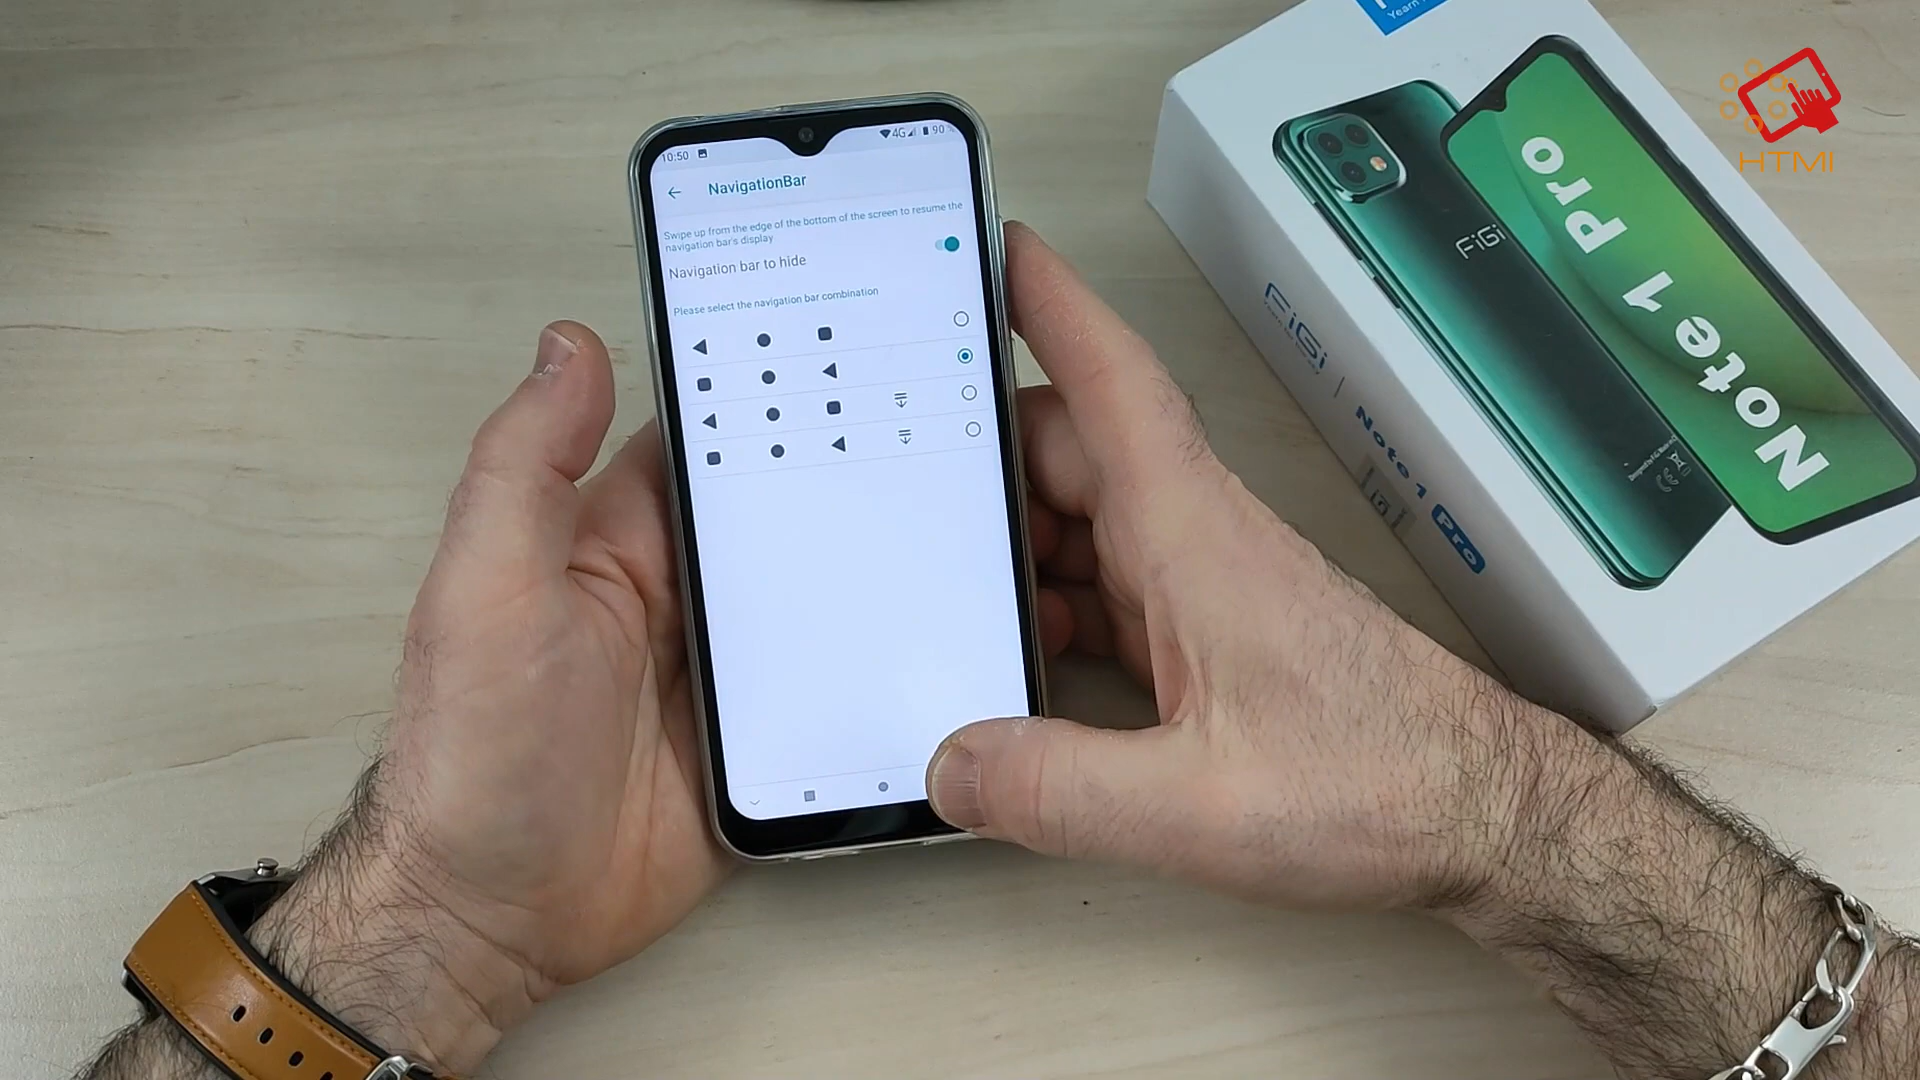 10:50
4G
90
NavigationBar
Swipe up from the edge of the bottom of the screen to resume the
navigation bar's display
Navigation bar to hide
Please select the navigation bar combination
Yearn
FiGi
Note 1 Pro
FiGi
Note 1 Pro
HTMI